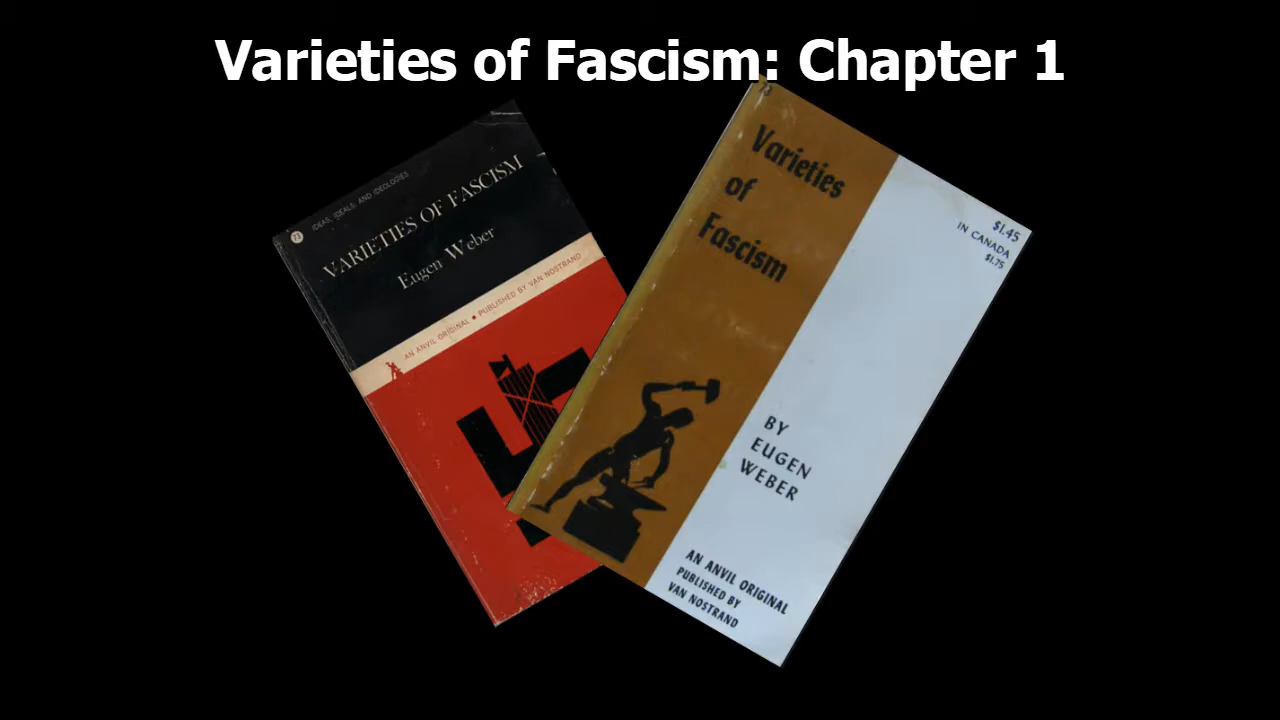 Varieties of Fascism: Chapter 1
73
IDEAS, IDEALS, AND IDEOLOGIES
VARIETIES OF FASCISM
Eugen Weber
AN ANVIL ORIGINAL • PUBLISHED BY VAN NOSTRAND
73
Varieties
of
Fascism
$1.45
IN CANADA
$1.75
BY
EUGEN
WEBER
AN ANVIL ORIGINAL
PUBLISHED BY
VAN NOSTRAND